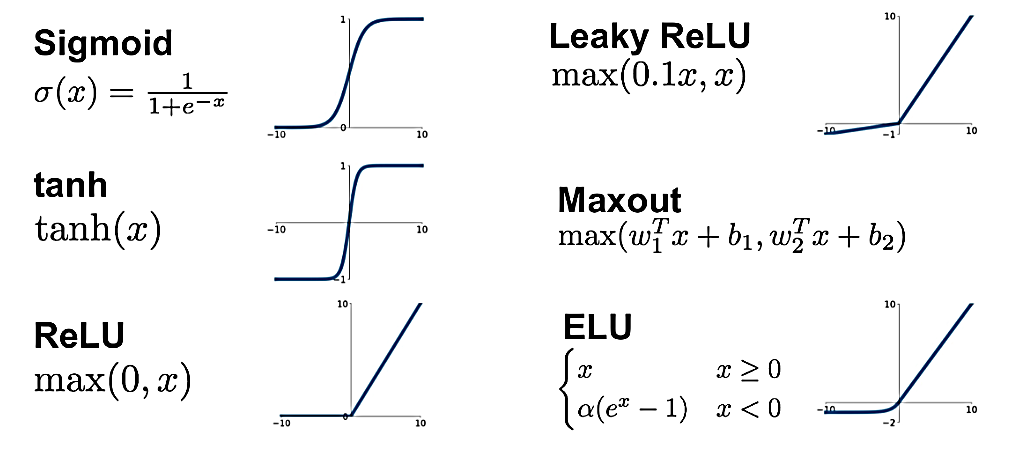 Sigmoid
σ(x) = 1/(1+e^{-x})
1
0
-10
10
tanh
tanh(x)
1
-10
10
-1
ReLU
max(0, x)
10
0
-10
10
Leaky ReLU
max(0.1x, x)
10
-10
-1
10
Maxout
max(w_1^T x + b_1, w_2^T x + b_2)
ELU
{ x x ≥ 0
α(e^x − 1) x < 0
10
-10
-2
10